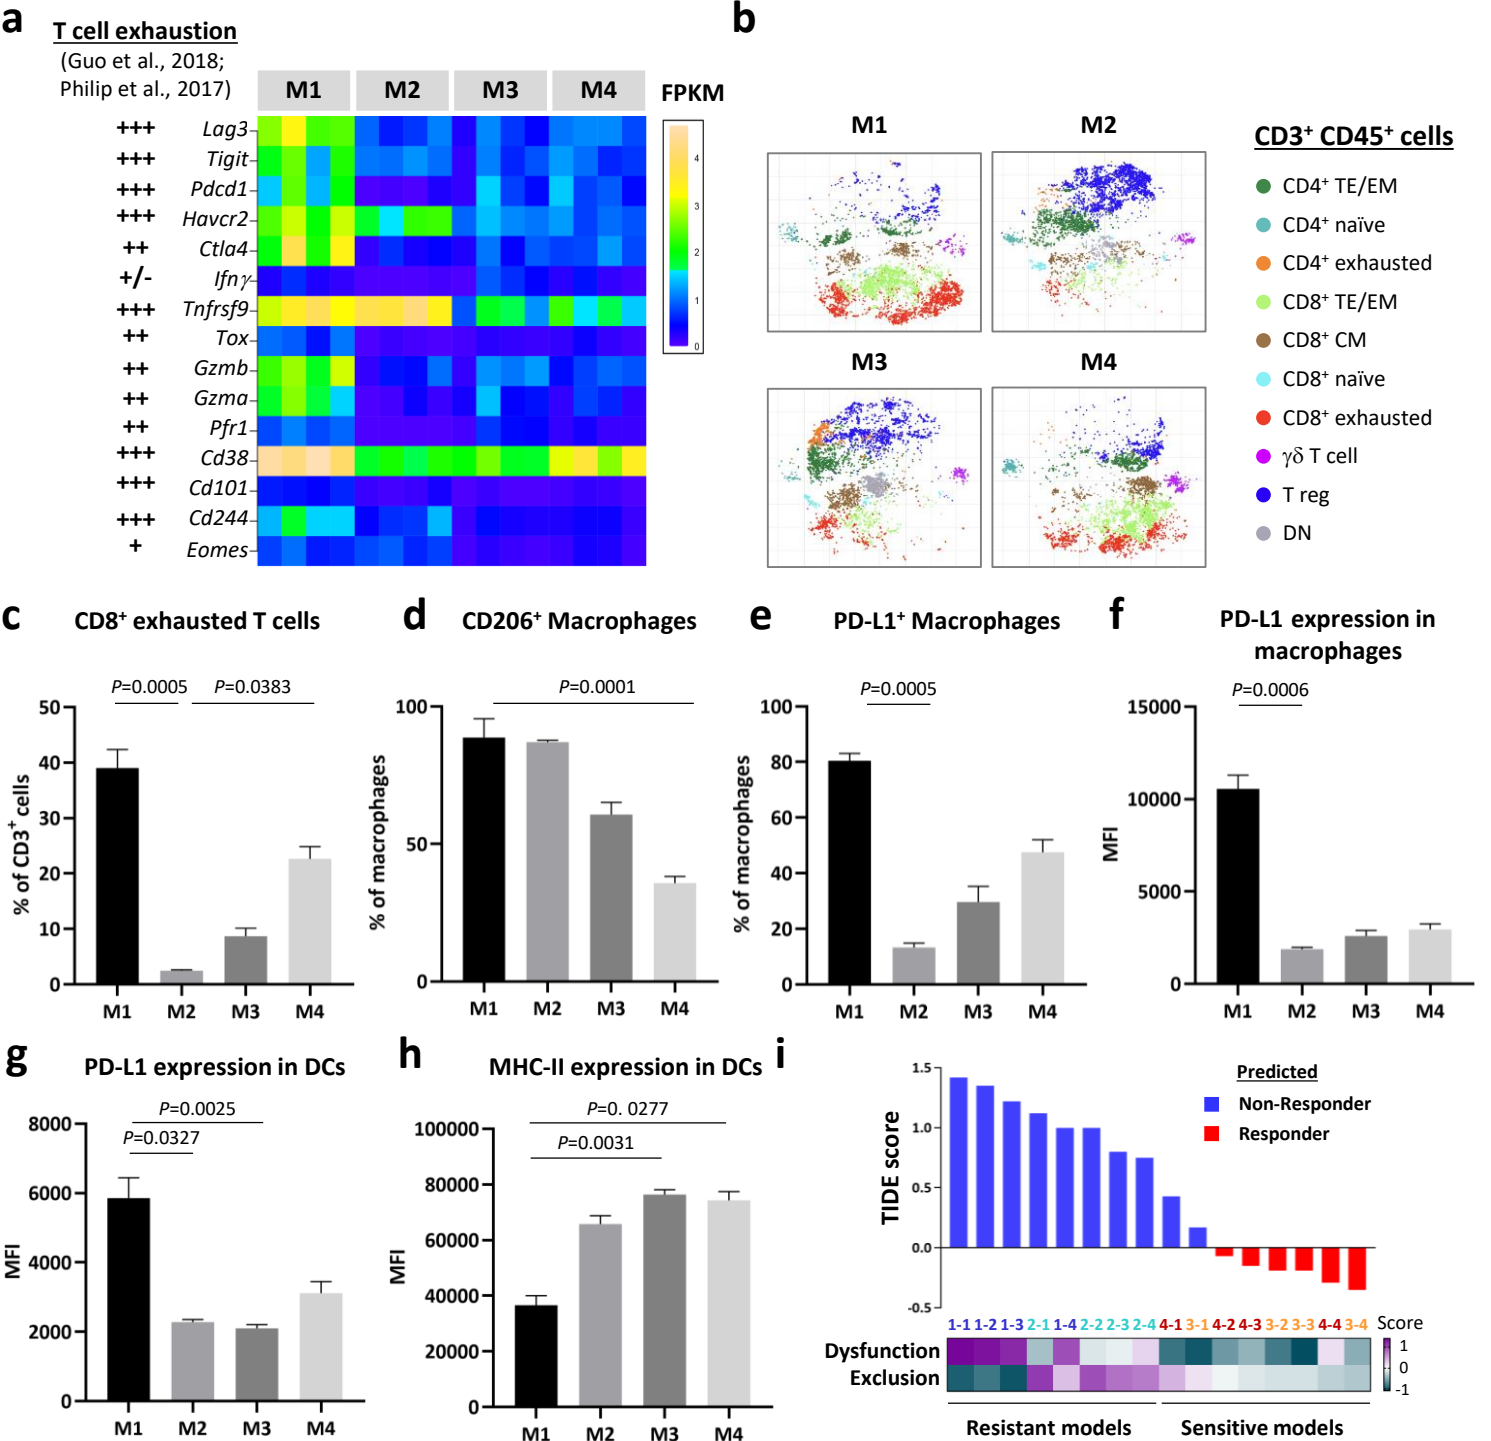 a
T cell exhaustion
(Guo et al., 2018;
Philip et al., 2017)
M1 M2 M3 M4 FPKM
+++ Lag3
+++ Tigit
+++ Pdcd1
+++ Havcr2
++ Ctla4
+/- Ifnγ
+++ Tnfrsf9
++ Tox
++ Gzmb
++ Gzma
++ Pfr1
+++ Cd38
+++ Cd101
+++ Cd244
+ Eomes
4
3
2
1
0
b
M1 M2
M3 M4
CD3⁺ CD45⁺ cells
CD4⁺ TE/EM
CD4⁺ naïve
CD4⁺ exhausted
CD8⁺ TE/EM
CD8⁺ CM
CD8⁺ naïve
CD8⁺ exhausted
γδ T cell
T reg
DN
c CD8⁺ exhausted T cells
P=0.0005 P=0.0383
% of CD3⁺ cells
50
40
30
20
10
0
M1 M2 M3 M4
d CD206⁺ Macrophages
P=0.0001
% of macrophages
100
50
0
M1 M2 M3 M4
e PD-L1⁺ Macrophages
P=0.0005
% of macrophages
100
80
60
40
20
0
M1 M2 M3 M4
f PD-L1 expression in
macrophages
P=0.0006
MFI
15000
10000
5000
0
M1 M2 M3 M4
g PD-L1 expression in DCs
P=0.0025
P=0.0327
MFI
8000
6000
4000
2000
0
M1 M2 M3 M4
h MHC-II expression in DCs
P=0. 0277
P=0.0031
MFI
100000
80000
60000
40000
20000
0
M1 M2 M3 M4
i
Predicted
Non-Responder
Responder
TIDE score
1.5
1.0
0.5
0.0
-0.5
1-1 1-2 1-3 2-1 1-4 2-2 2-3 2-4 4-1 3-1 4-2 4-3 3-2 3-3 4-4 3-4 Score
Dysfunction
Exclusion
1
0
-1
Resistant models Sensitive models